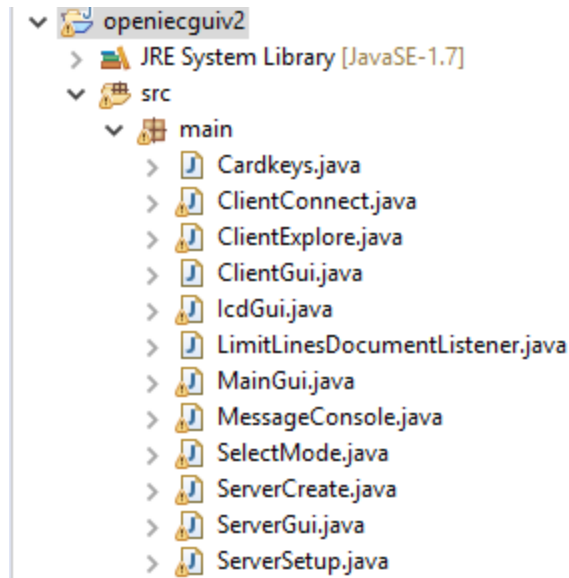 openiecguiv2
JRE System Library [JavaSE-1.7]
src
main
Cardkeys.java
ClientConnect.java
ClientExplore.java
ClientGui.java
IcdGui.java
LimitLinesDocumentListener.java
MainGui.java
MessageConsole.java
SelectMode.java
ServerCreate.java
ServerGui.java
ServerSetup.java